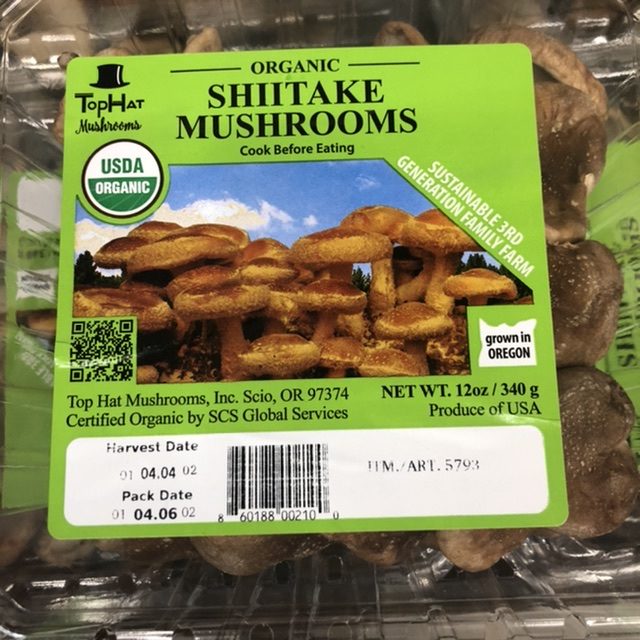 TOPHAT
Mushrooms
ORGANIC
SHIITAKE
MUSHROOMS
Cook Before Eating
USDA
ORGANIC
SUSTAINABLE 3RD
GENERATION FAMILY FARM
grown in
OREGON
Top Hat Mushrooms, Inc. Scio, OR 97374
Certified Organic by SCS Global Services
NET WT. 12oz / 340 g
Produce of USA
Harvest Date
01 04.04 02
Pack Date
01 04.06 02
8 60188 00210 0
ITM./ART. 5793